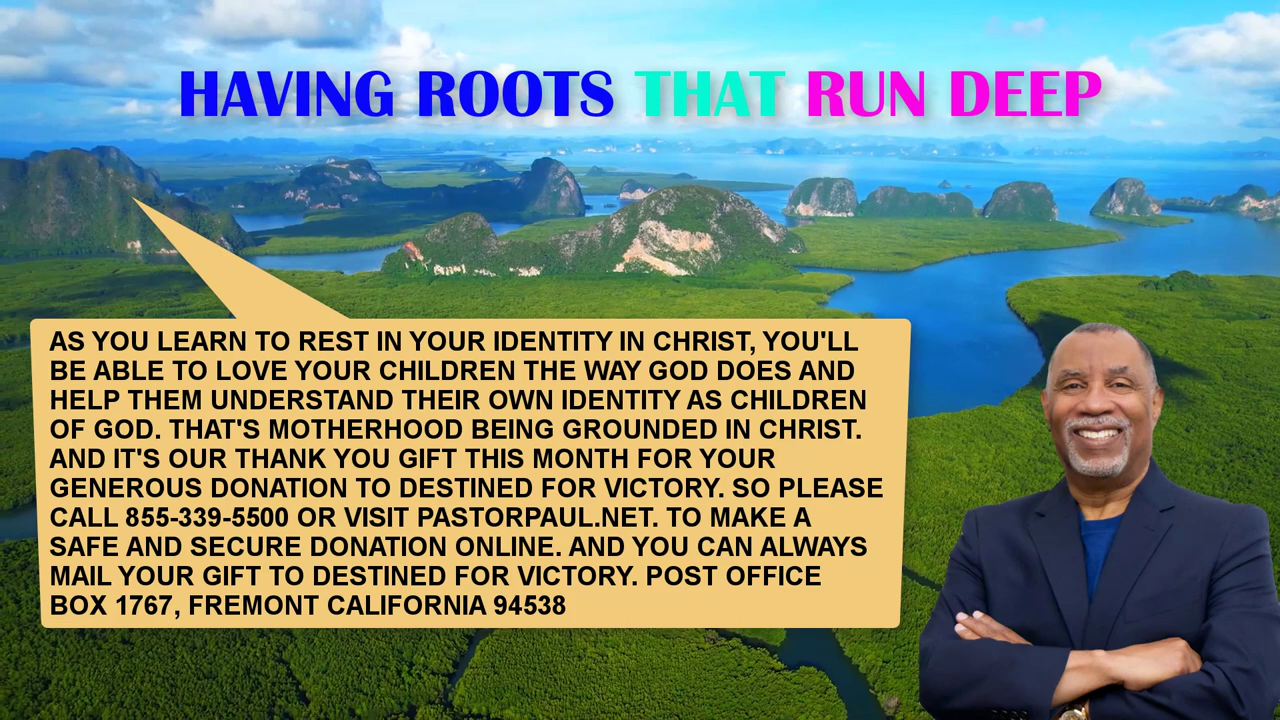 HAVING ROOTS THAT RUN DEEP
AS YOU LEARN TO REST IN YOUR IDENTITY IN CHRIST, YOU'LL
BE ABLE TO LOVE YOUR CHILDREN THE WAY GOD DOES AND
HELP THEM UNDERSTAND THEIR OWN IDENTITY AS CHILDREN
OF GOD. THAT'S MOTHERHOOD BEING GROUNDED IN CHRIST.
AND IT'S OUR THANK YOU GIFT THIS MONTH FOR YOUR
GENEROUS DONATION TO DESTINED FOR VICTORY. SO PLEASE
CALL 855-339-5500 OR VISIT PASTORPAUL.NET. TO MAKE A
SAFE AND SECURE DONATION ONLINE. AND YOU CAN ALWAYS
MAIL YOUR GIFT TO DESTINED FOR VICTORY. POST OFFICE
BOX 1767, FREMONT CALIFORNIA 94538